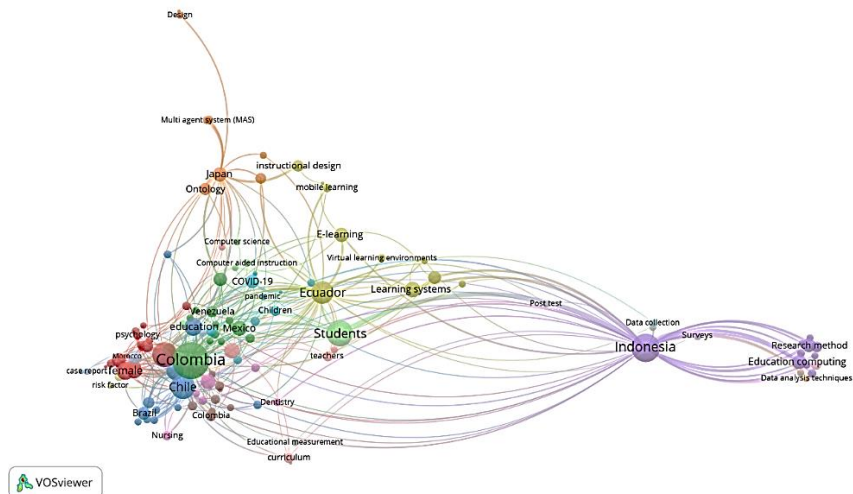 Design
Multi agent system (MAS)
instructional design
Japan
mobile learning
Ontology
E-learning
Computer science
Virtual learning environments
Computer aided instruction
COVID-19
Learning systems
Ecuador
pandemic
Post test
Venezuela
Children
Data collection
education
Mexico
Students
psychology
Surveys
Research method
Indonesia
Morocco
Colombia
teachers
Education computing
case report
female
Data analysis techniques
risk factor
Chile
Dentistry
Brazil
Colombia
Nursing
Educational measurement
curriculum
VOSviewer